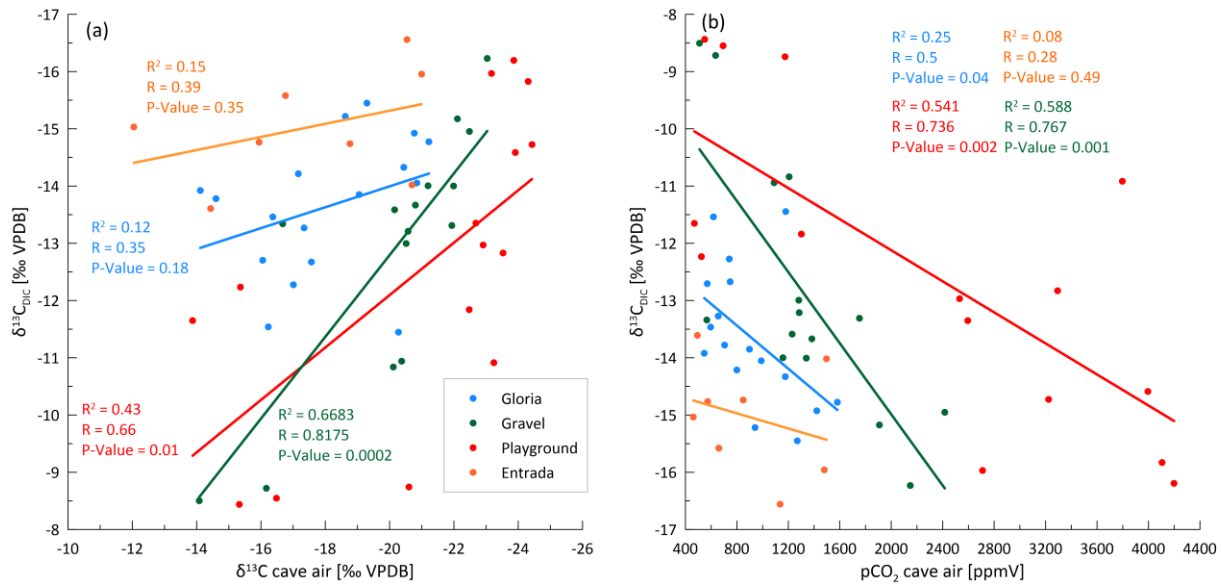 (a)
R² = 0.15
R = 0.39
P-Value = 0.35
R² = 0.12
R = 0.35
P-Value = 0.18
R² = 0.43
R = 0.66
P-Value = 0.01
R² = 0.6683
R = 0.8175
P-Value = 0.0002
Gloria
Gravel
Playground
Entrada
-17
-16
-15
-14
-13
-12
-11
-10
-9
-8
δ¹³C_DIC [‰ VPDB]
-10 -12 -14 -16 -18 -20 -22 -24 -26
δ¹³C cave air [‰ VPDB]
(b)
R² = 0.25
R = 0.5
P-Value = 0.04
R² = 0.08
R = 0.28
P-Value = 0.49
R² = 0.541
R = 0.736
P-Value = 0.002
R² = 0.588
R = 0.767
P-Value = 0.001
-8
-9
-10
-11
-12
-13
-14
-15
-16
-17
δ¹³C_DIC [‰ VPDB]
400 800 1200 1600 2000 2400 2800 3200 3600 4000 4400
pCO₂ cave air [ppmV]